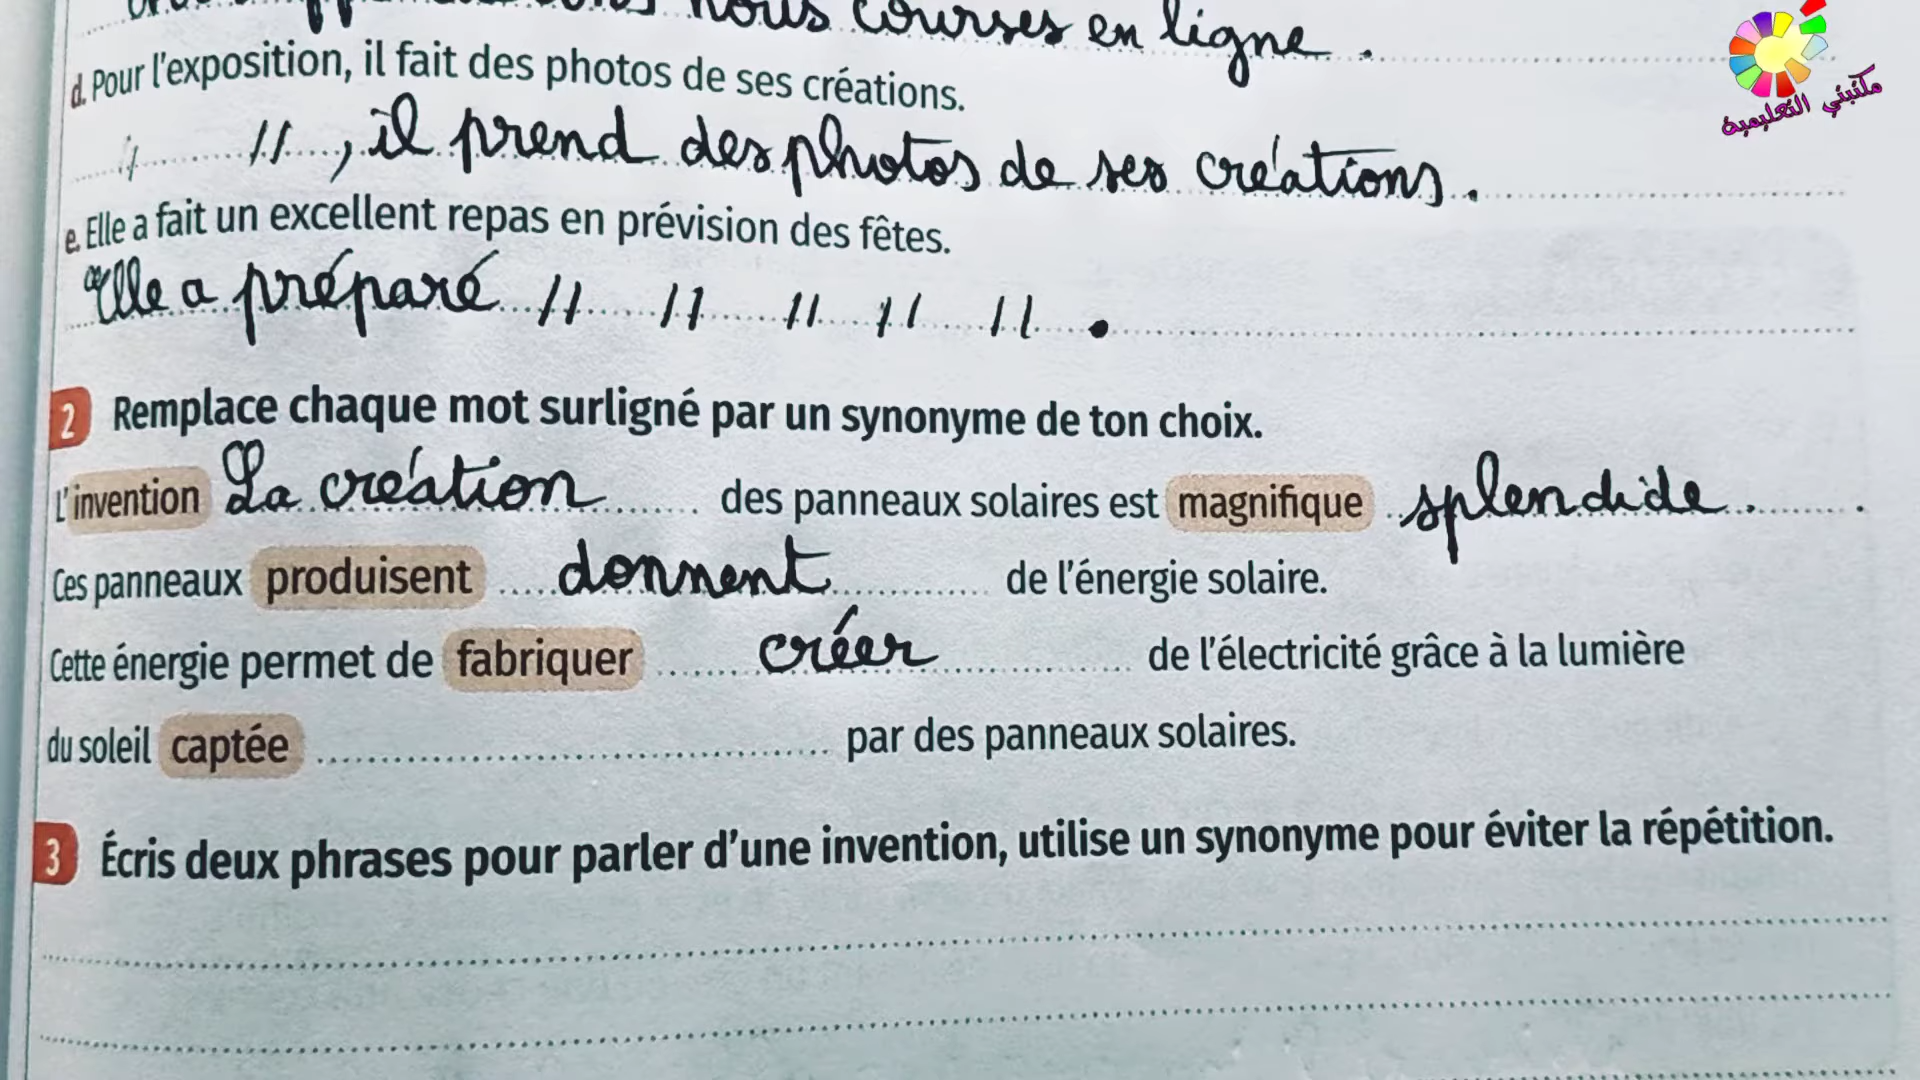 nous courses en ligne.
d. Pour l'exposition, il fait des photos de ses créations.
// // , il prend des photos de ses créations.
e. Elle a fait un excellent repas en prévision des fêtes.
Elle a préparé // // // // // .
2 Remplace chaque mot surligné par un synonyme de ton choix.
L'invention La création ........ des panneaux solaires est magnifique splendide.
Ces panneaux produisent ..... donnent ............ de l'énergie solaire.
Cette énergie permet de fabriquer ...... créer ............ de l'électricité grâce à la lumière
du soleil captée .................................... par des panneaux solaires.
3 Écris deux phrases pour parler d'une invention, utilise un synonyme pour éviter la répétition.
مكتبتي التعليمية